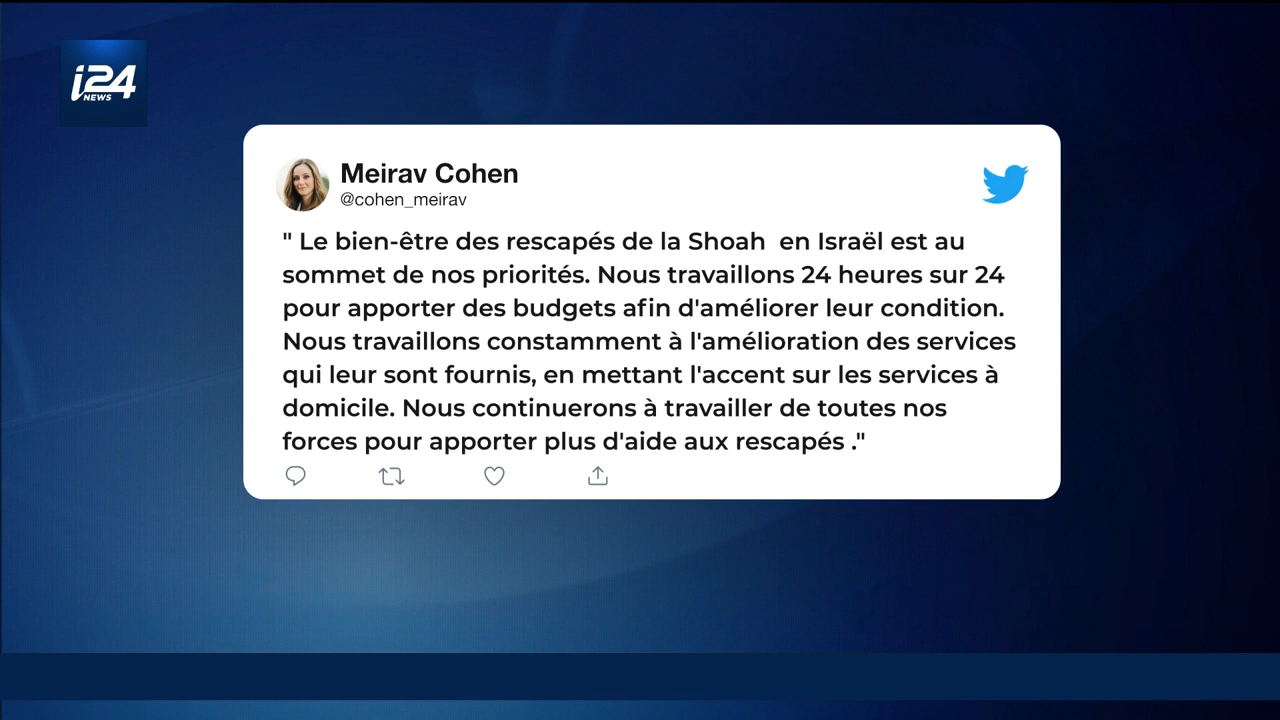 i24
NEWS
Meirav Cohen
@cohen_meirav
" Le bien-être des rescapés de la Shoah  en Israël est au
sommet de nos priorités. Nous travaillons 24 heures sur 24
pour apporter des budgets afin d'améliorer leur condition.
Nous travaillons constamment à l'amélioration des services
qui leur sont fournis, en mettant l'accent sur les services à
domicile. Nous continuerons à travailler de toutes nos
forces pour apporter plus d'aide aux rescapés ."